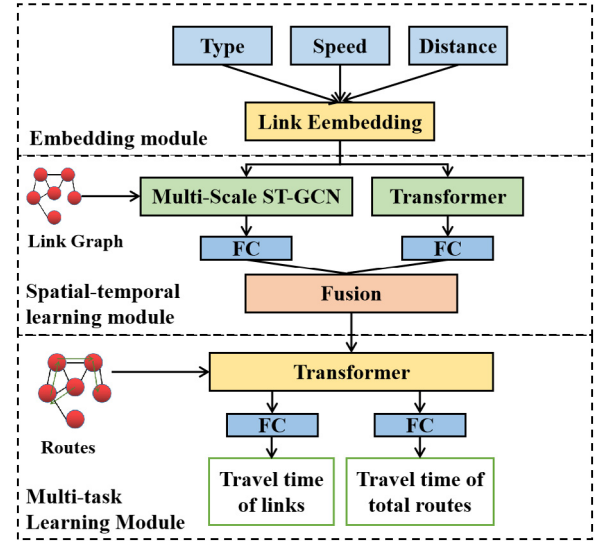 Type
Speed
Distance
Link Eembedding
Embedding module
Multi-Scale ST-GCN
Transformer
Link Graph
FC
FC
Spatial-temporal
learning module
Fusion
Transformer
Routes
FC
FC
Travel time
of links
Travel time of
total routes
Multi-task
Learning Module